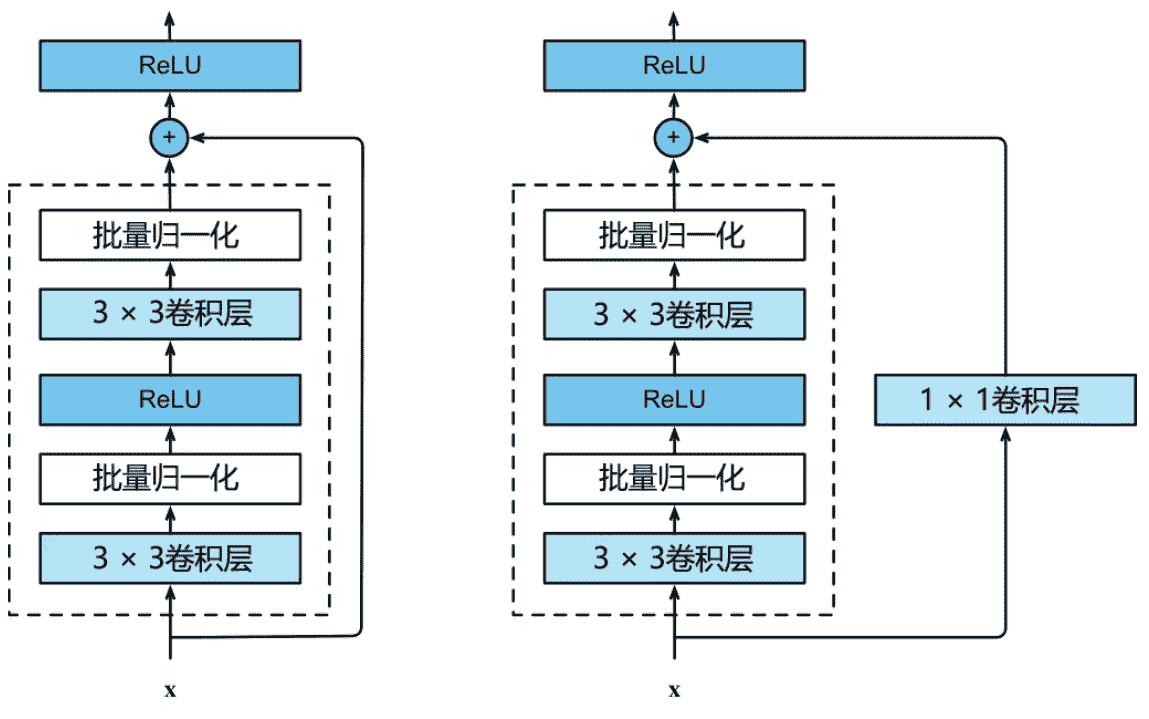 ReLU
+
批量归一化
3 × 3卷积层
ReLU
批量归一化
3 × 3卷积层
x
ReLU
+
批量归一化
3 × 3卷积层
ReLU
批量归一化
3 × 3卷积层
x
1 × 1卷积层